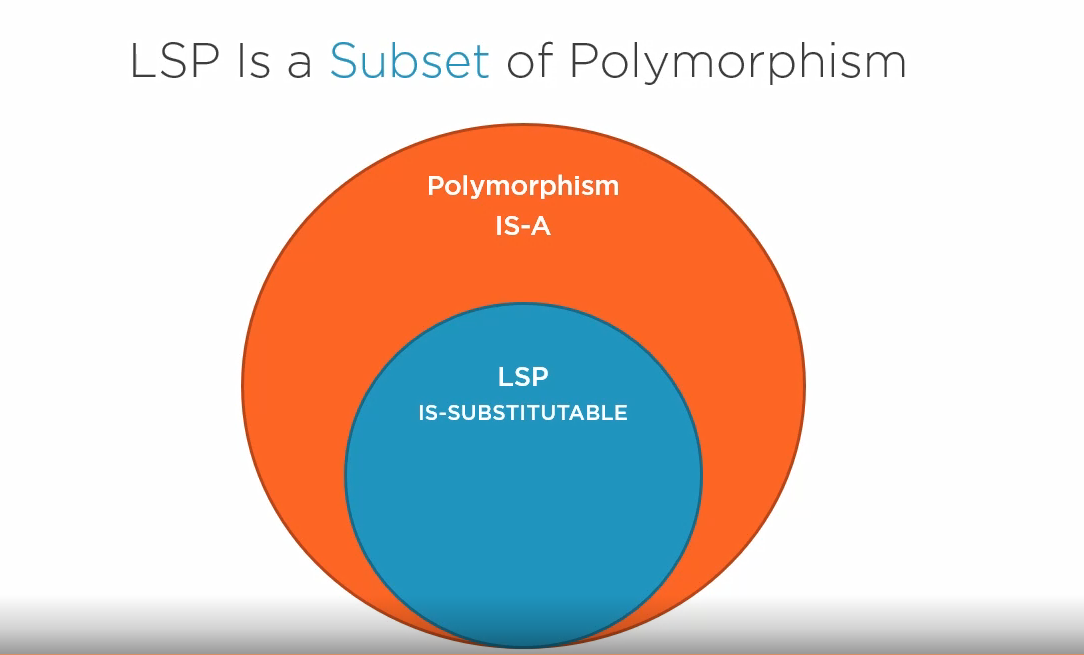 LSP Is a Subset of Polymorphism
Polymorphism
IS-A
LSP
IS-SUBSTITUTABLE